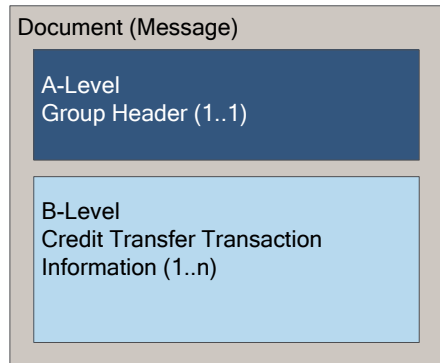 Document (Message)
A-Level
Group Header (1..1)
B-Level
Credit Transfer Transaction
Information (1..n)